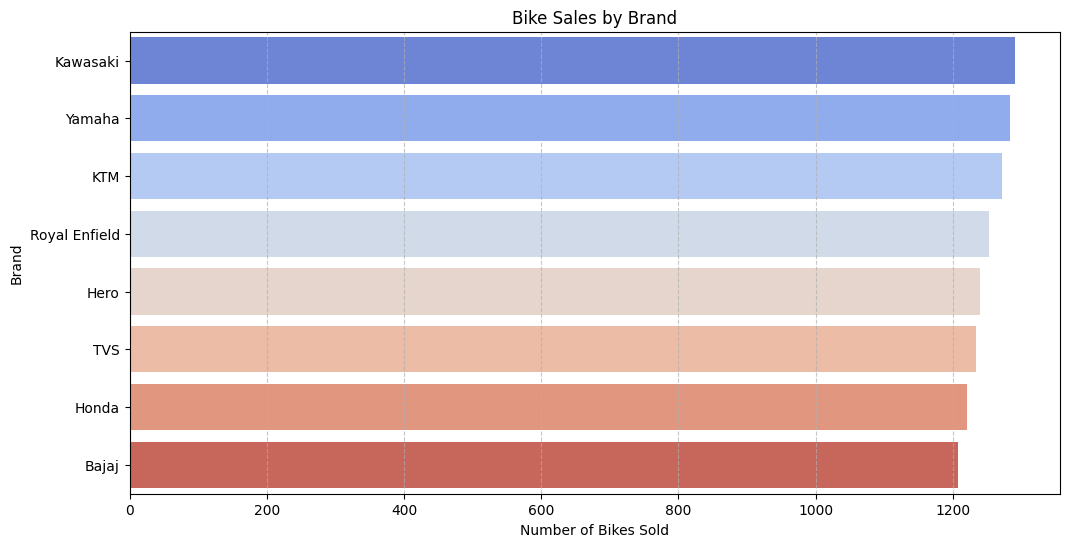 Bike Sales by Brand
Brand
Kawasaki
Yamaha
KTM
Royal Enfield
Hero
TVS
Honda
Bajaj
0 200 400 600 800 1000 1200
Number of Bikes Sold